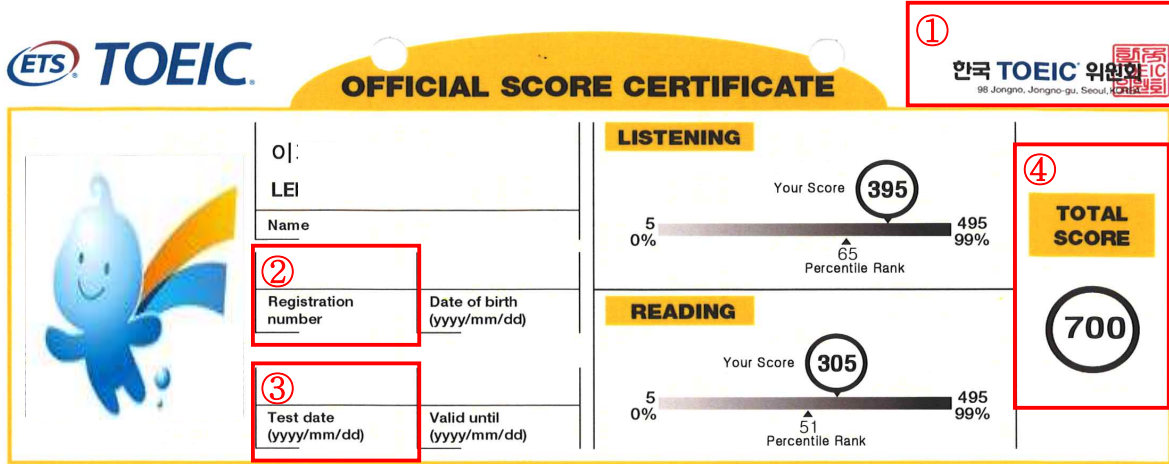 ETS TOEIC.
OFFICIAL SCORE CERTIFICATE
①
한국 TOEIC 위원회
98 Jongno, Jongno-gu, Seoul, KOREA
이
LEE
Name
②
Registration
number
Date of birth
(yyyy/mm/dd)
③
Test date
(yyyy/mm/dd)
Valid until
(yyyy/mm/dd)
LISTENING
Your Score 395
5 495
0% 99%
65
Percentile Rank
READING
Your Score 305
5 495
0% 99%
51
Percentile Rank
④
TOTAL
SCORE
700